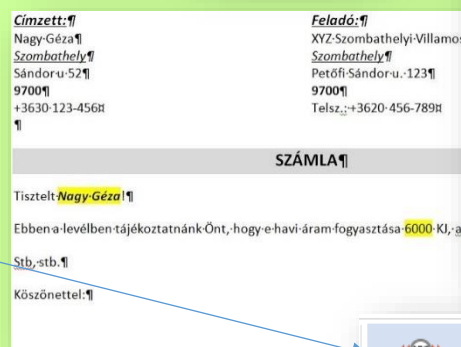 Címzett:¶
Nagy·Géza¶
Szombathely¶
Sándor·u·52¶
9700¶
+3630·123-456¤
¶
Feladó:¶
XYZ·Szombathelyi·Villamos
Szombathely¶
Petőfi·Sándor·u.·123¶
9700¶
Telsz.:·+3620·456-789¤
SZÁMLA¶
Tisztelt·Nagy·Géza!¶
Ebben·a·levélben·tájékoztatnánk·Önt,·hogy·e·havi·áram·fogyasztása·6000·KJ,·a
Stb,·stb.¶
Köszönettel:¶